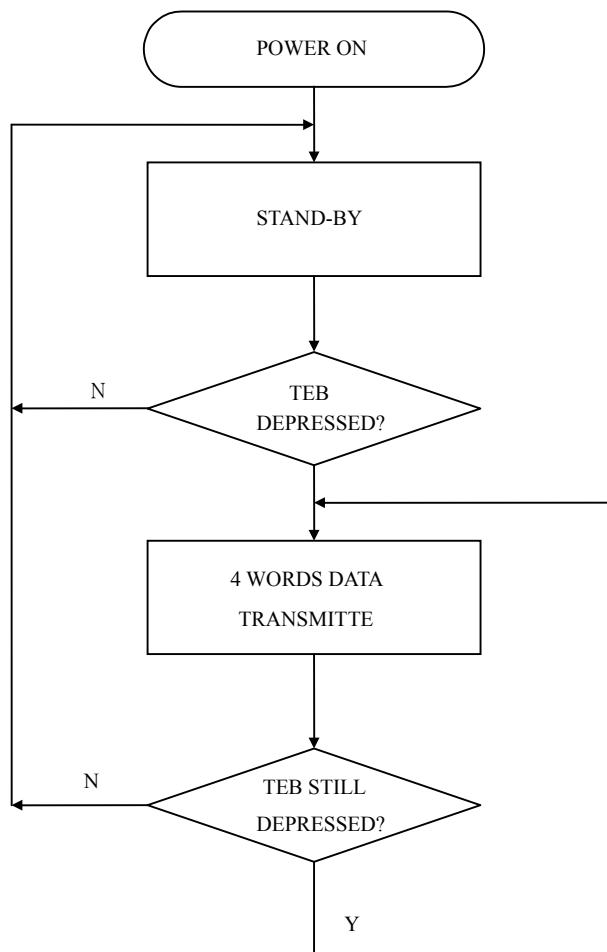 POWER ON
STAND-BY
TEB
N
DEPRESSED?
4 WORDS DATA
TRANSMITTE
TEB STILL
N
DEPRESSED?
Y